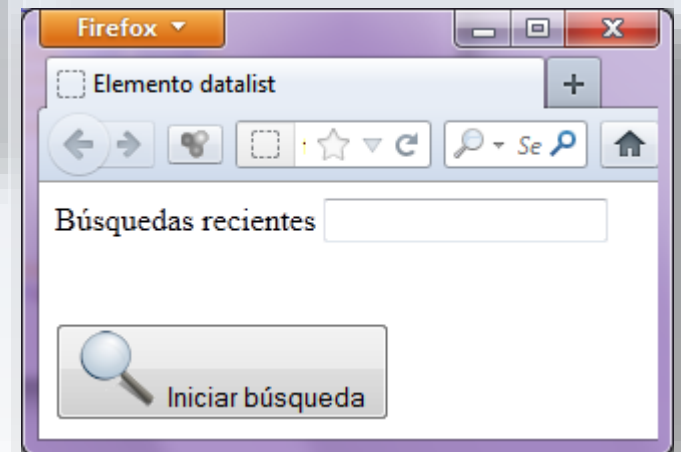 Firefox
Elemento datalist
Se
Búsquedas recientes
Iniciar búsqueda